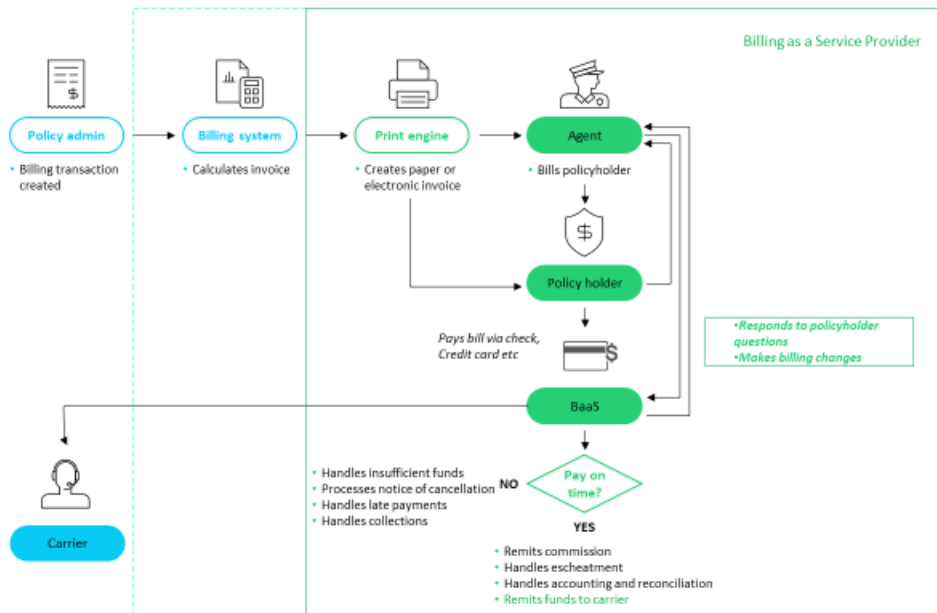 Billing as a Service Provider
Policy admin
Billing system
Print engine
Agent
• Billing transaction
created
• Calculates invoice
• Creates paper or
electronic invoice
• Bills policyholder
$
Policy holder
Pays bill via check,
Credit card etc
$
•Responds to policyholder
questions
•Makes billing changes
BaaS
Carrier
• Handles insufficient funds
• Processes notice of cancellation
• Handles late payments
• Handles collections
NO
Pay on
time?
YES
• Remits commission
• Handles escheatment
• Handles accounting and reconciliation
• Remits funds to carrier